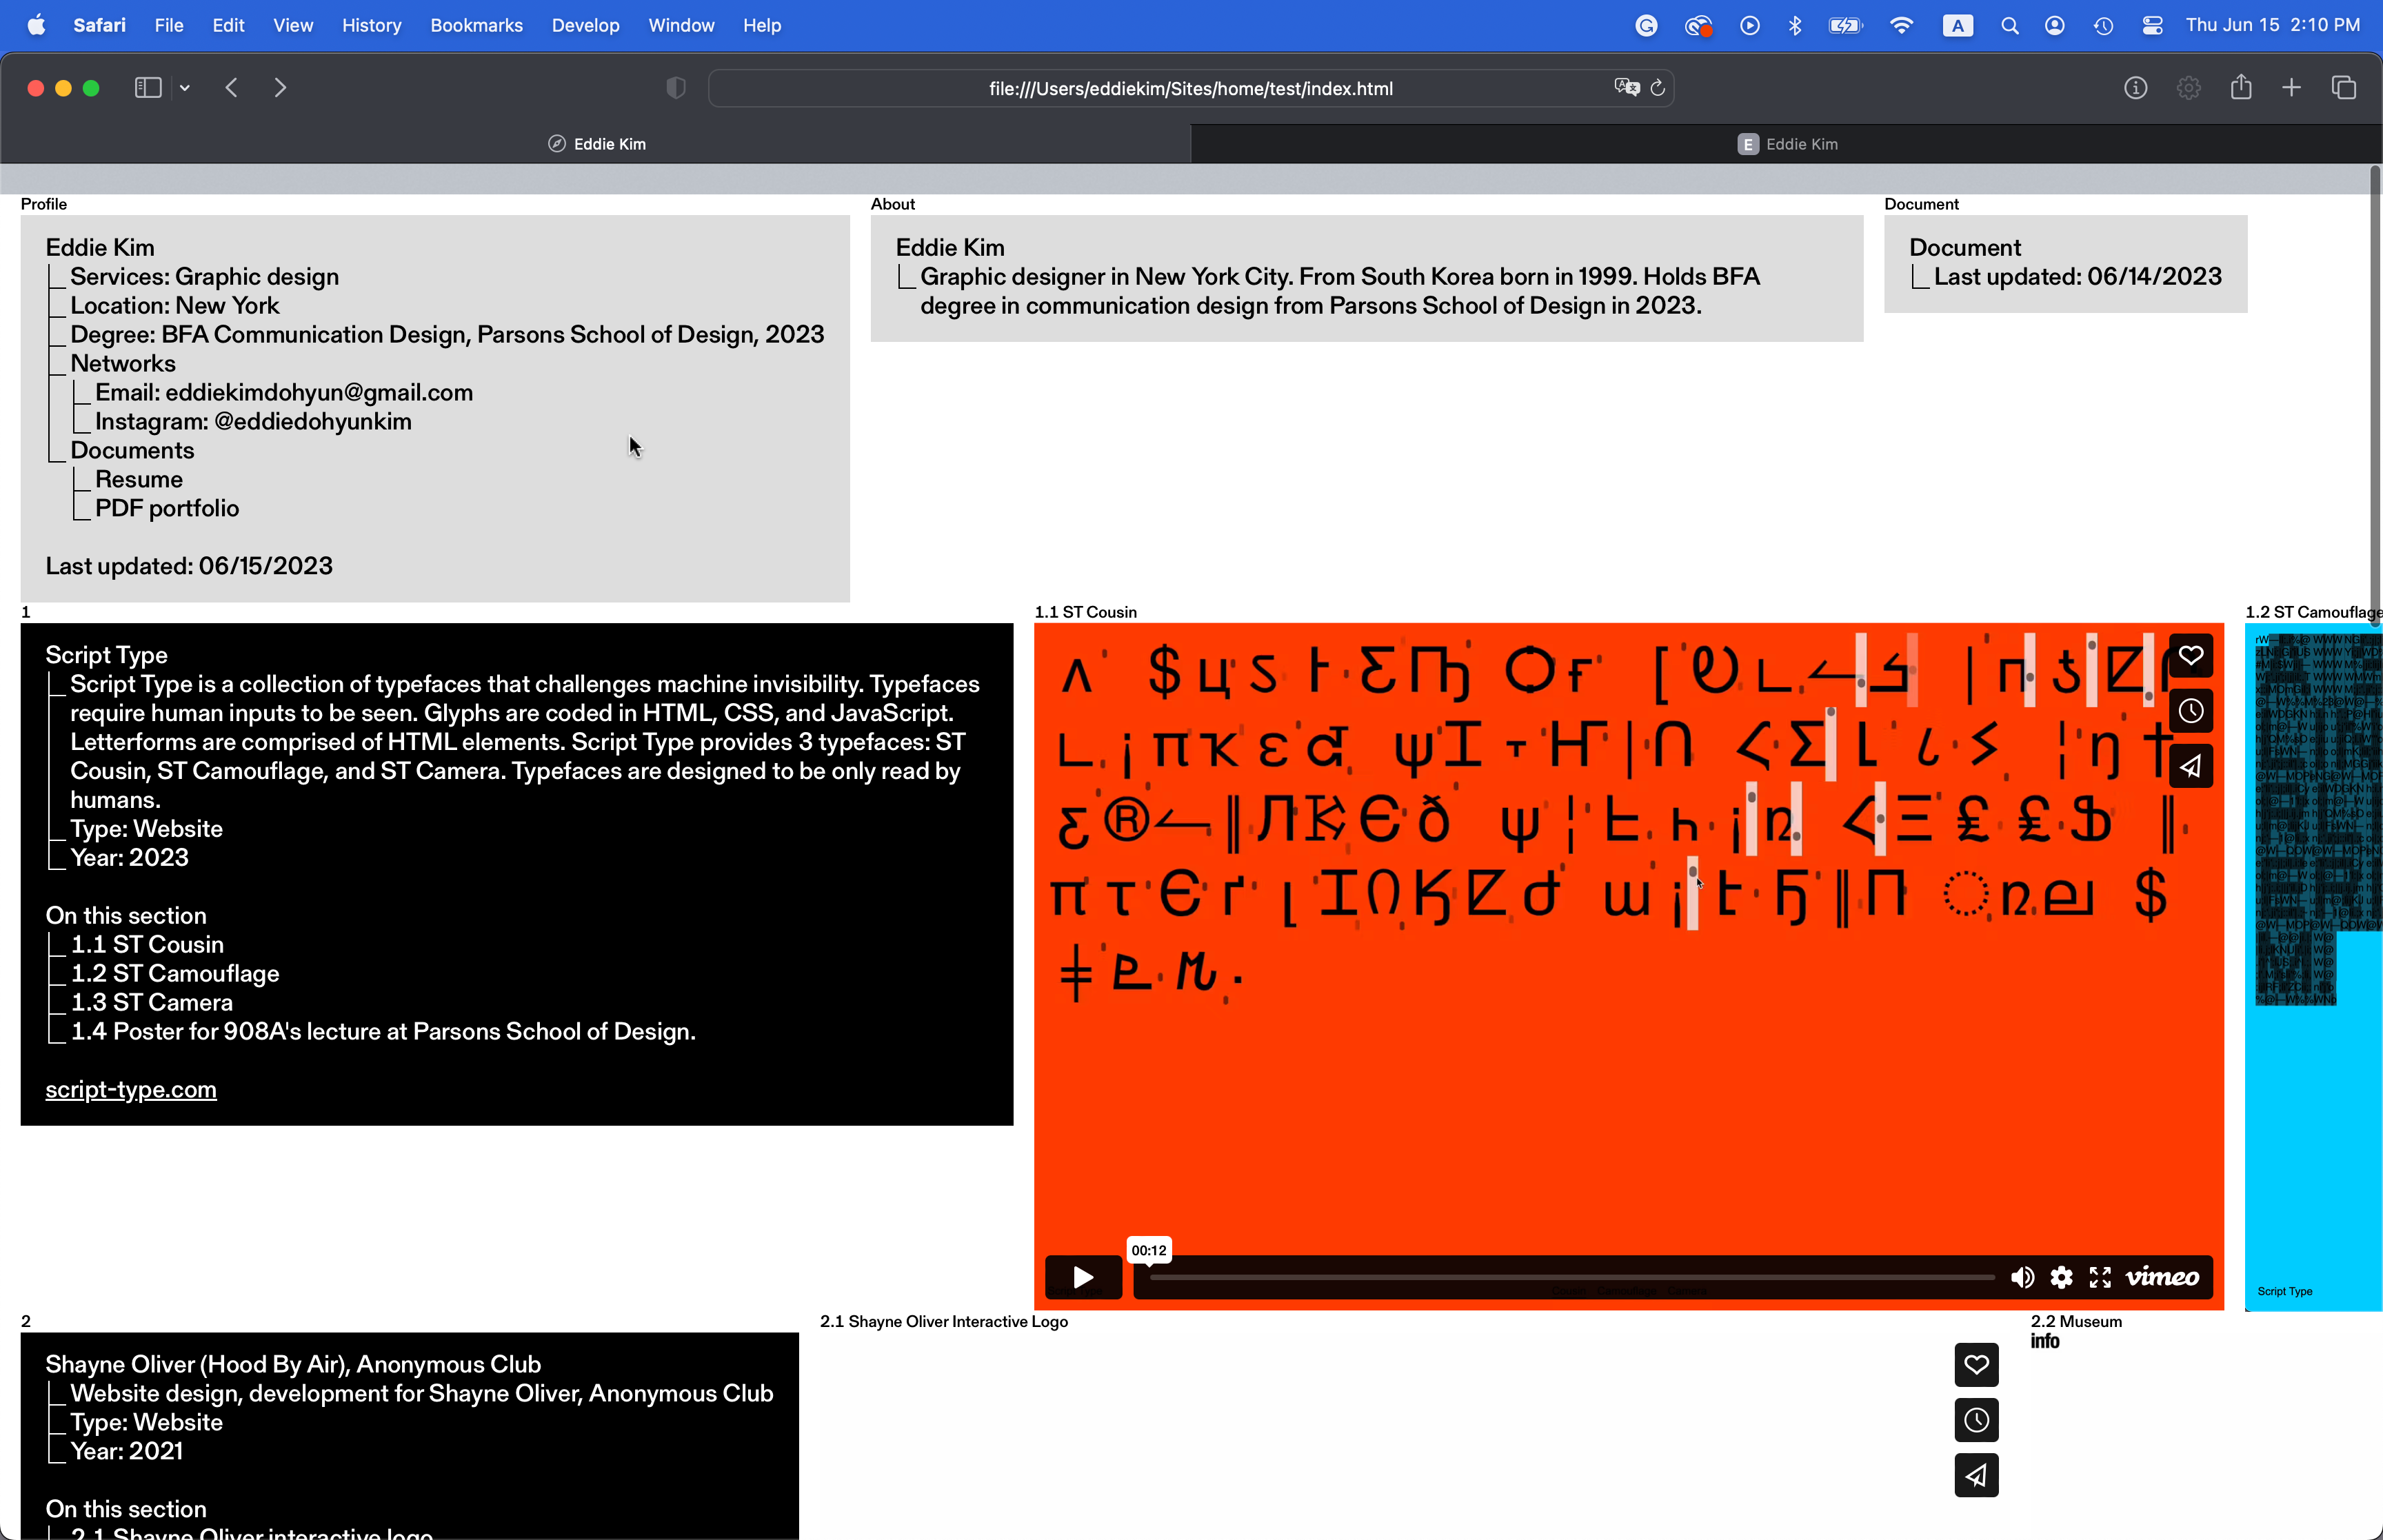 Safari File Edit View History Bookmarks Develop Window Help
A
Thu Jun 15 2:10 PM
file:///Users/eddiekim/Sites/home/test/index.html
Eddie Kim
E Eddie Kim
Profile
Eddie Kim
Services: Graphic design
Location: New York
Degree: BFA Communication Design, Parsons School of Design, 2023
Networks
Email: eddiekimdohyun@gmail.com
Instagram: @eddiedohyunkim
Documents
Resume
PDF portfolio
Last updated: 06/15/2023
About
Eddie Kim
Graphic designer in New York City. From South Korea born in 1999. Holds BFA
degree in communication design from Parsons School of Design in 2023.
Document
Document
Last updated: 06/14/2023
1
Script Type
Script Type is a collection of typefaces that challenges machine invisibility. Typefaces
require human inputs to be seen. Glyphs are coded in HTML, CSS, and JavaScript.
Letterforms are comprised of HTML elements. Script Type provides 3 typefaces: ST
Cousin, ST Camouflage, and ST Camera. Typefaces are designed to be only read by
humans.
Type: Website
Year: 2023
On this section
1.1 ST Cousin
1.2 ST Camouflage
1.3 ST Camera
1.4 Poster for 908A's lecture at Parsons School of Design.
script-type.com
1.1 ST Cousin
00:12
vimeo
1.2 ST Camouflage
Script Type
2
Shayne Oliver (Hood By Air), Anonymous Club
Website design, development for Shayne Oliver, Anonymous Club
Type: Website
Year: 2021
On this section
2.1 Shayne Oliver interactive logo
2.1 Shayne Oliver Interactive Logo
2.2 Museum
info